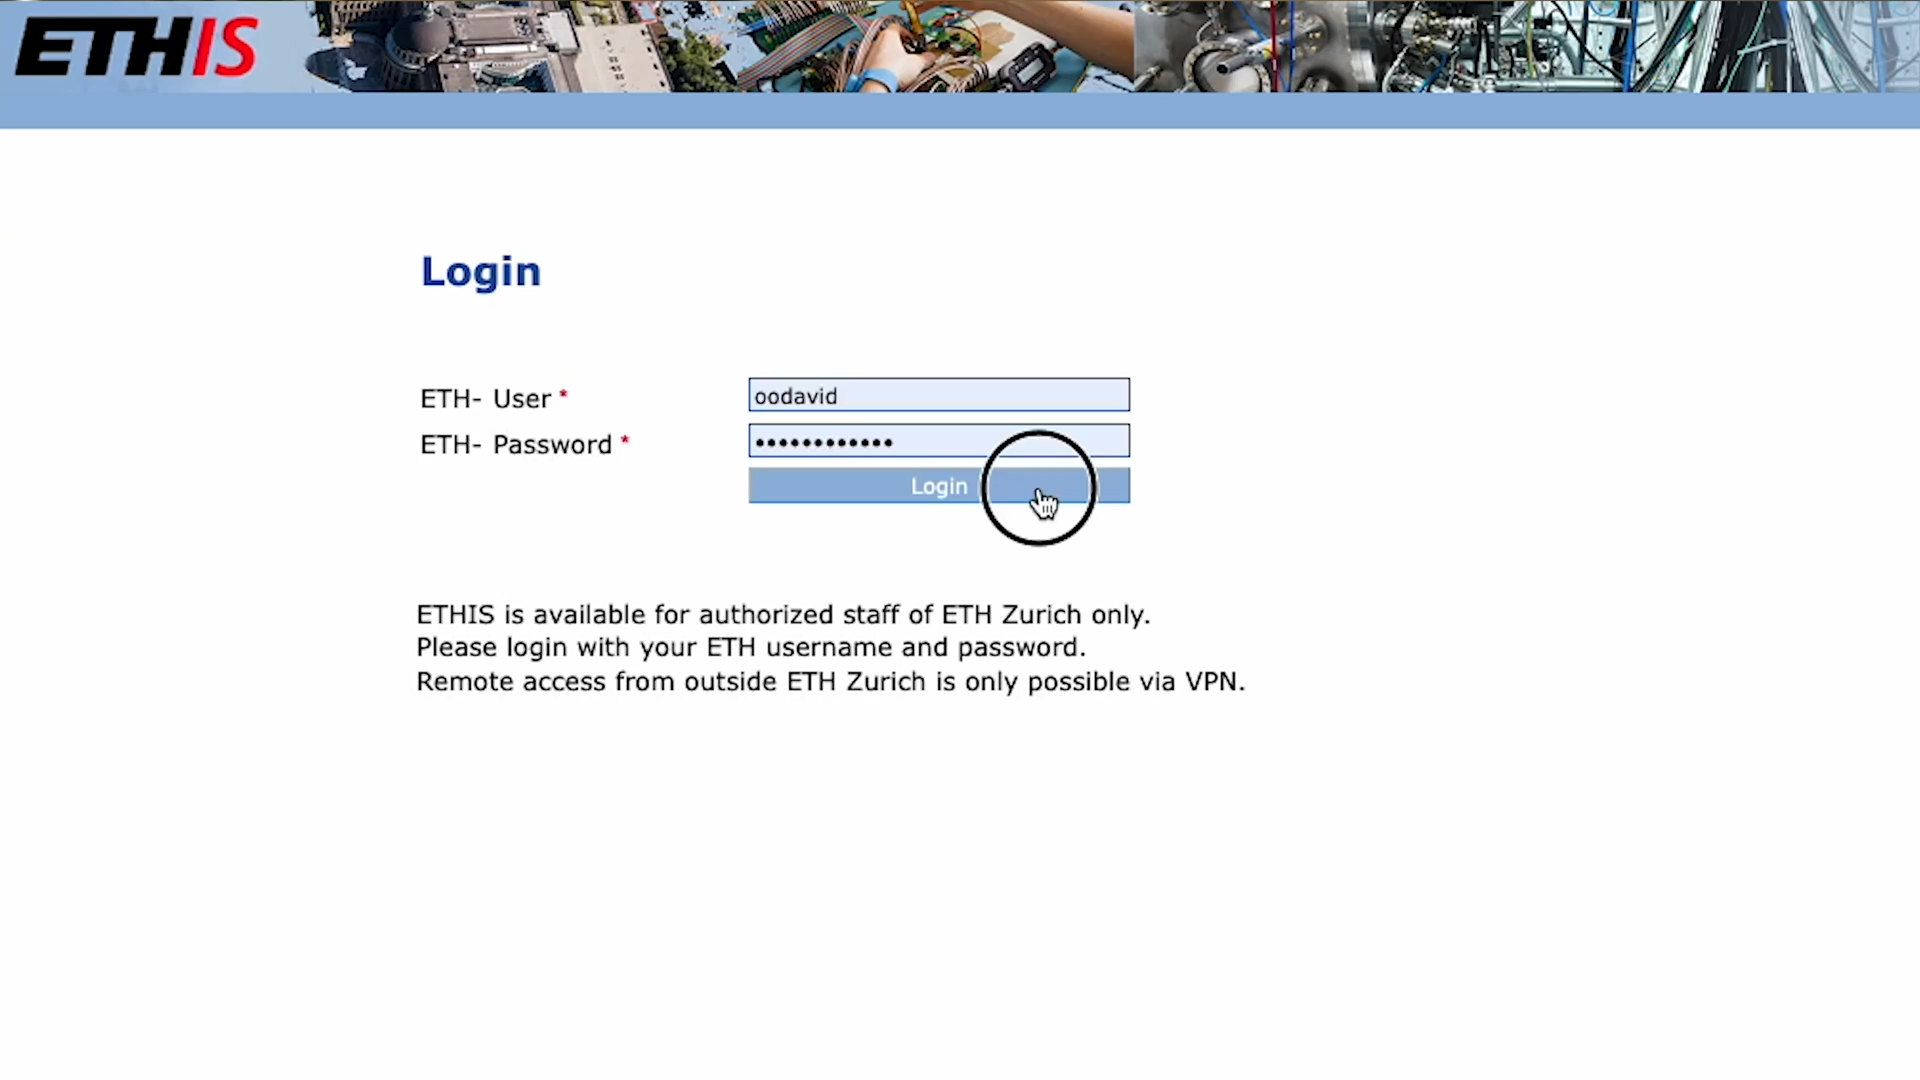 ETHIS
Login
ETH- User * oodavid
ETH- Password * ••••••••••••
Login
ETHIS is available for authorized staff of ETH Zurich only.
Please login with your ETH username and password.
Remote access from outside ETH Zurich is only possible via VPN.